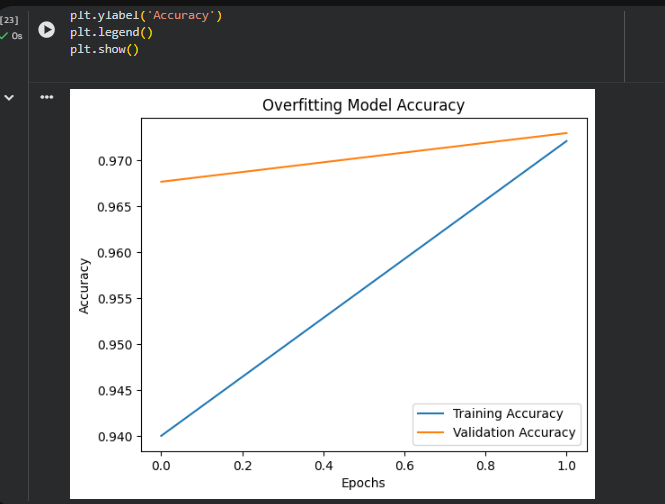 [23]
plt.ylabel('Accuracy')
0s
plt.legend()
plt.show()
Overfitting Model Accuracy
0.970
0.965
0.960
0.955
0.950
0.945
0.940
Accuracy
Training Accuracy
Validation Accuracy
0.0 0.2 0.4 0.6 0.8 1.0
Epochs